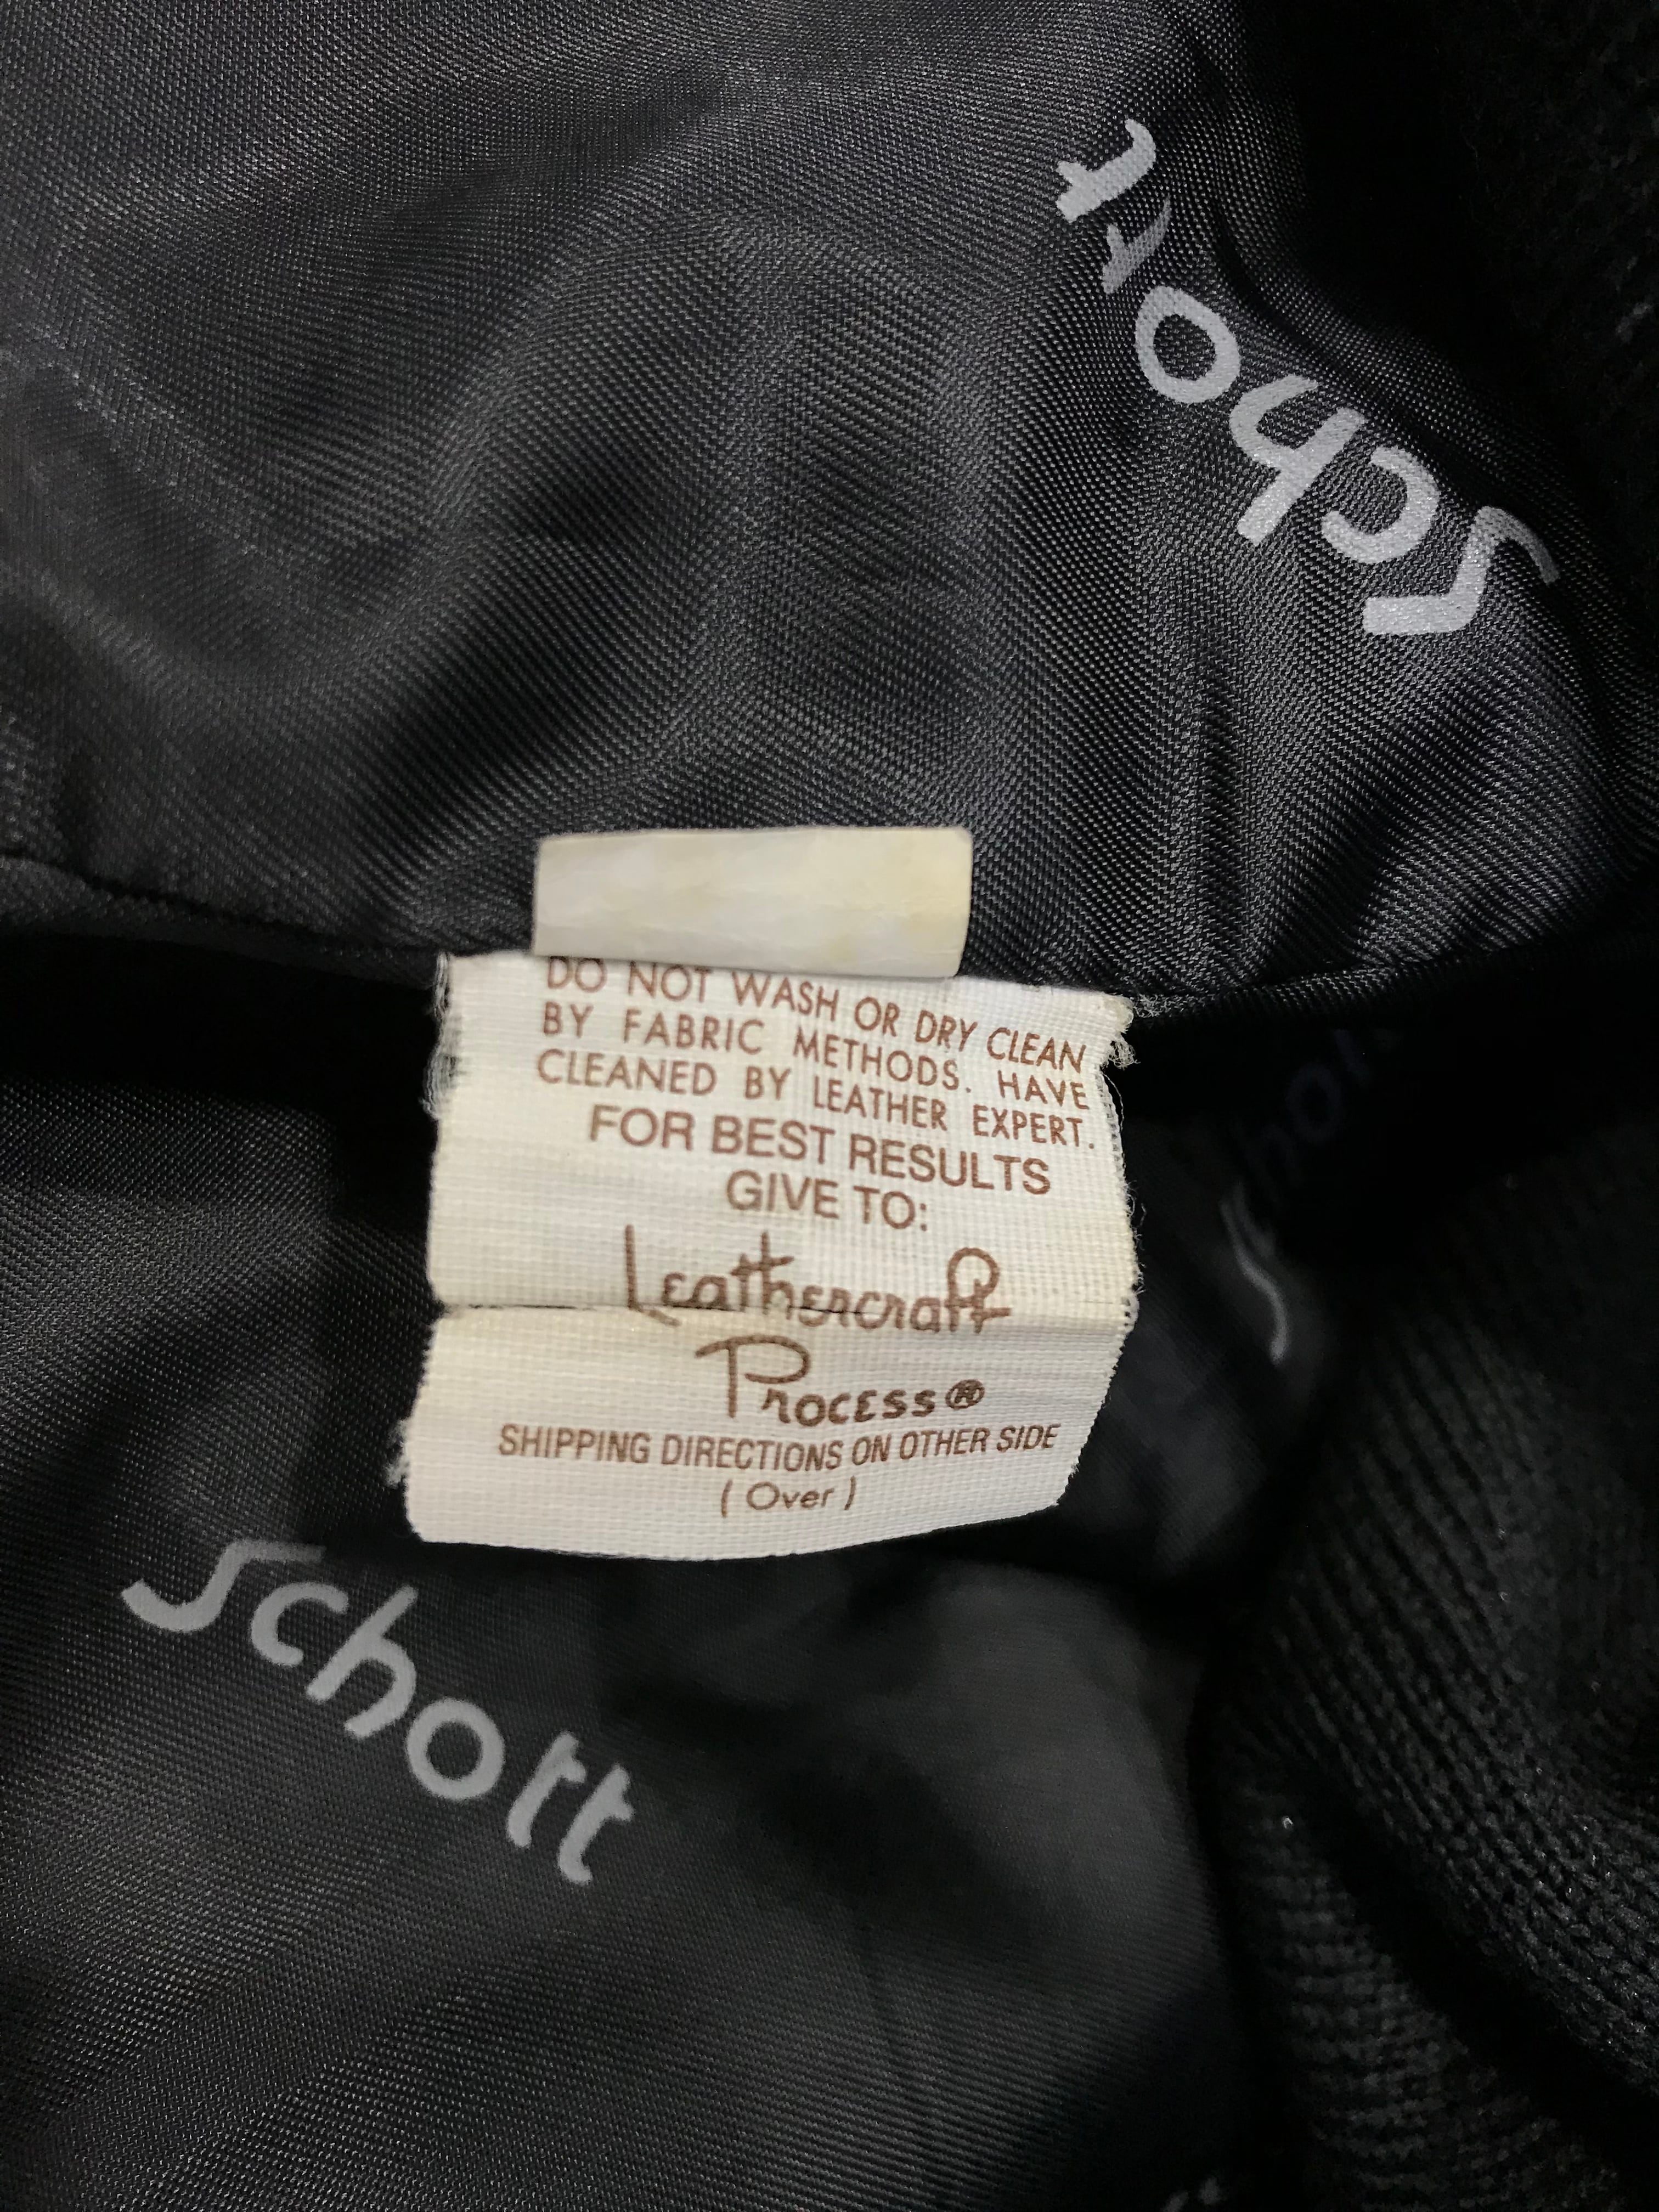 Schott
DO NOT WASH OR DRY CLEAN
BY FABRIC METHODS. HAVE
CLEANED BY LEATHER EXPERT.
FOR BEST RESULTS
GIVE TO:
Leathercraft
Process®
SHIPPING DIRECTIONS ON OTHER SIDE
( Over )
Schott